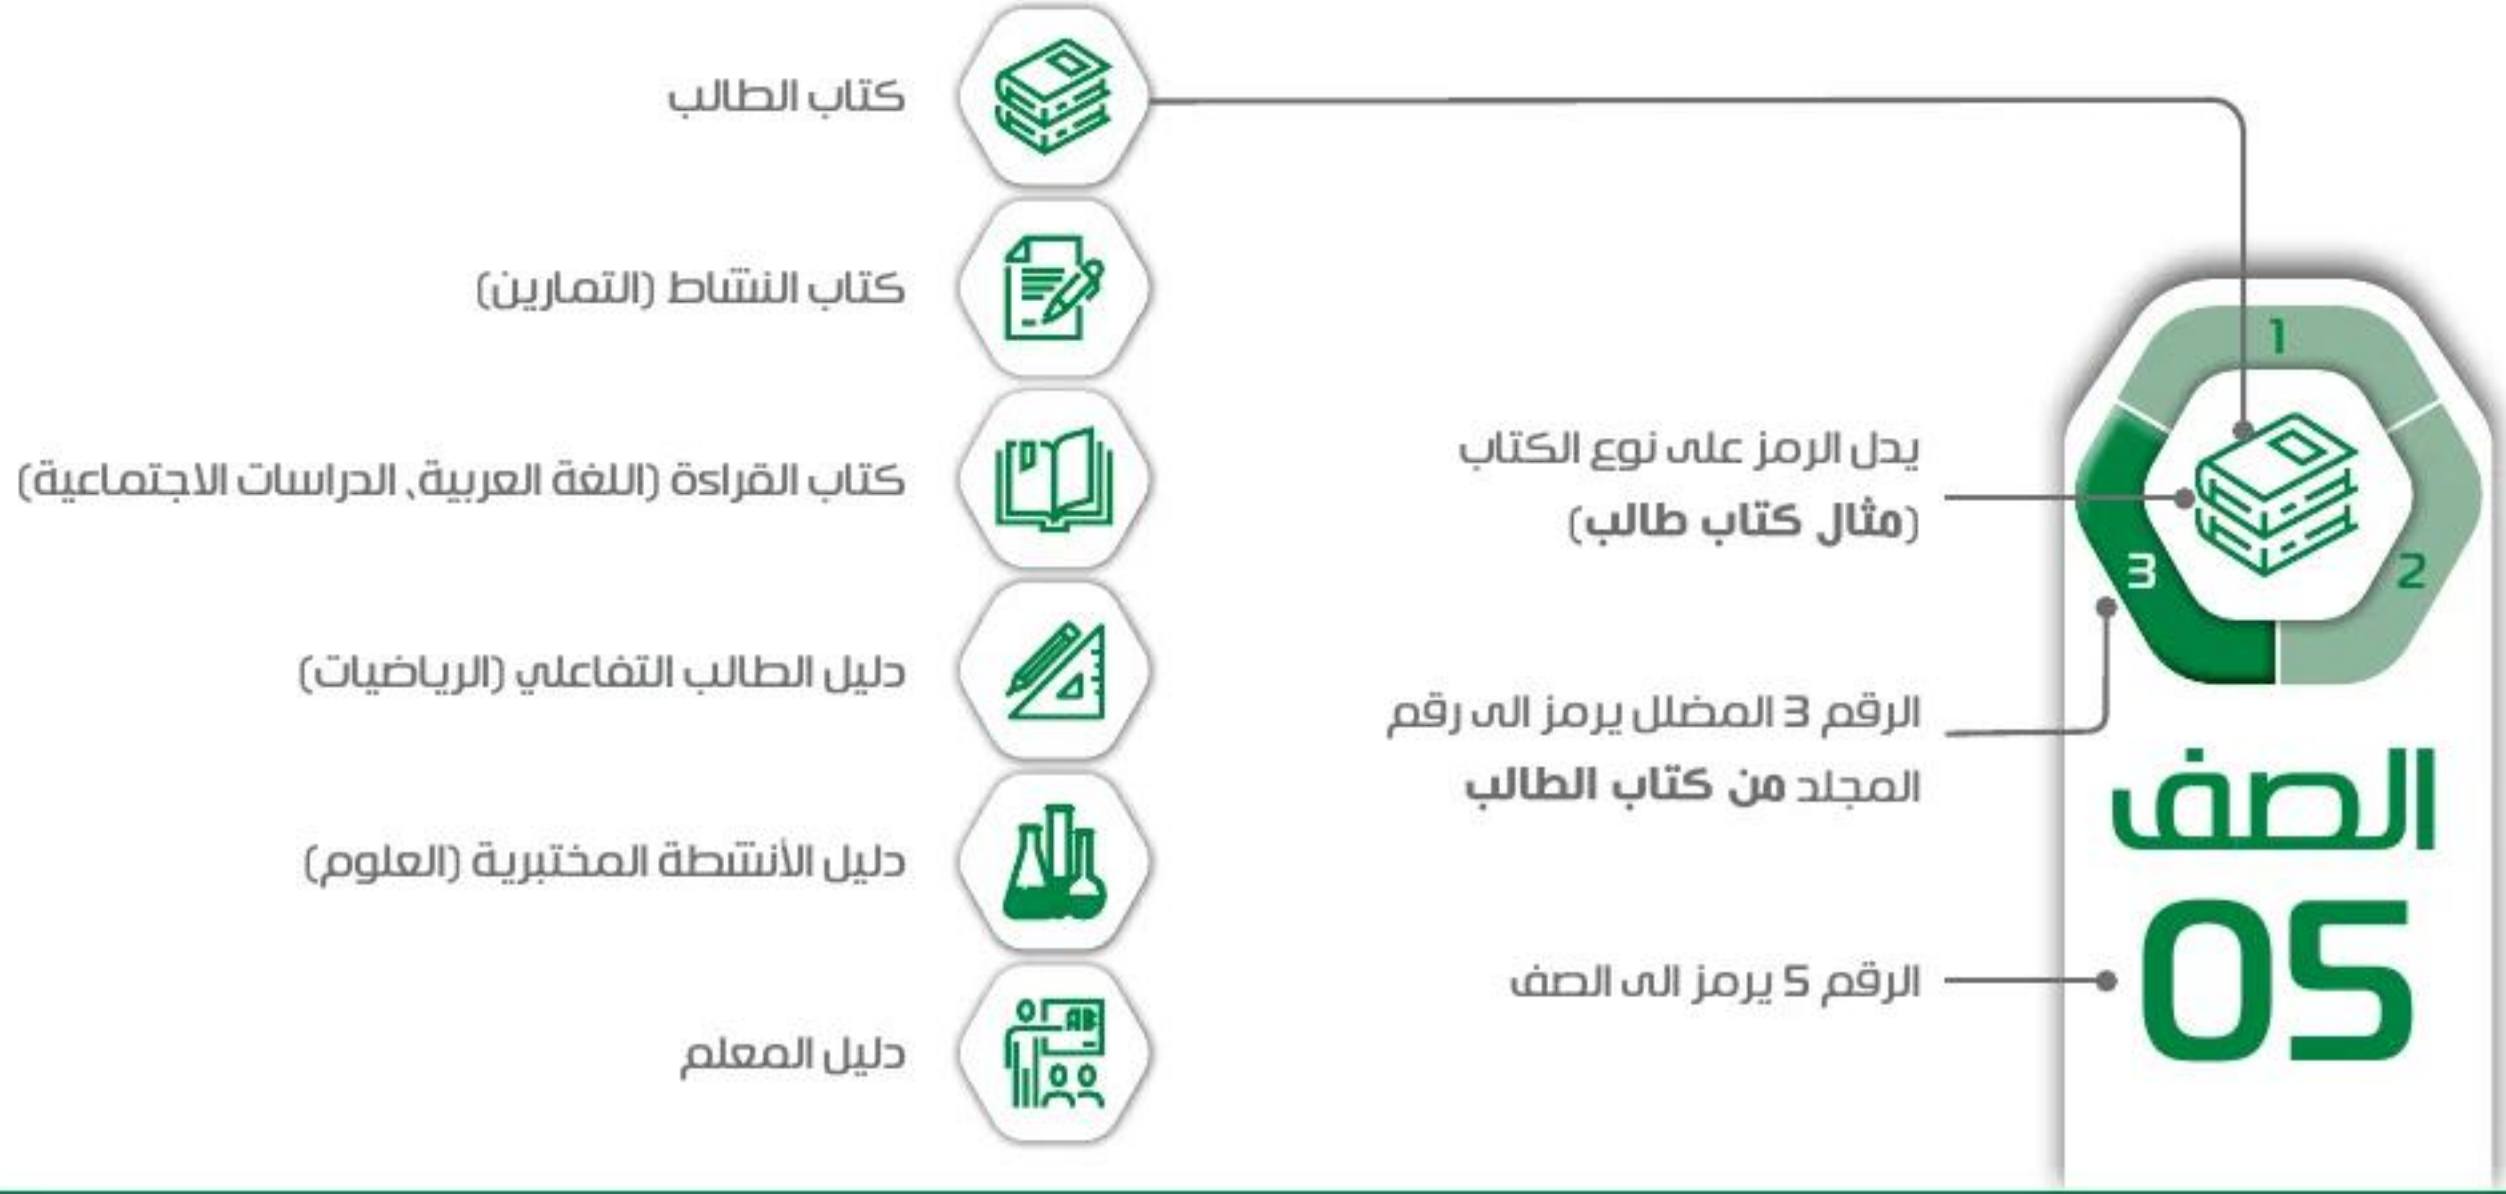 1
2
3
الصف
05
يدل الرمز على نوع الكتاب
(مثال كتاب طالب)
الرقم 3 المضلل يرمز الى رقم
المجلد من كتاب الطالب
الرقم 5 يرمز الى الصف
كتاب الطالب
كتاب النشاط (التمارين)
كتاب القراءة (اللغة العربية، الدراسات الاجتماعية)
دليل الطالب التفاعلي (الرياضيات)
دليل الأنشطة المختبرية (العلوم)
AB
دليل المعلم